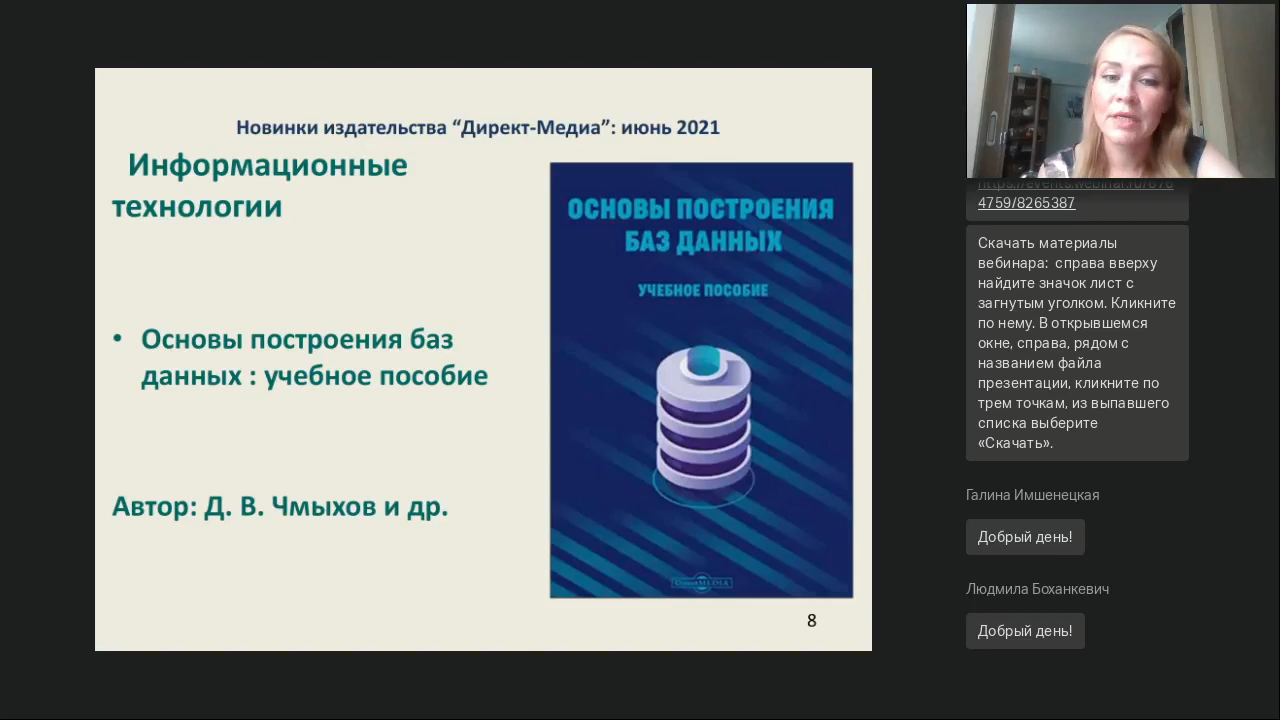 Новинки издательства “Директ-Медиа”: июнь 2021
Информационные
технологии
• Основы построения баз
данных : учебное пособие
Автор: Д. В. Чмыхов и др.
ОСНОВЫ ПОСТРОЕНИЯ
БАЗ ДАННЫХ
УЧЕБНОЕ ПОСОБИЕ
8
4759/8265387
Скачать материалы
вебинара: справа вверху
найдите значок лист с
загнутым уголком. Кликните
по нему. В открывшемся
окне, справа, рядом с
названием файла
презентации, кликните по
трем точкам, из выпавшего
списка выберите
«Скачать».
Галина Имшенецкая
Добрый день!
Людмила Боханкевич
Добрый день!